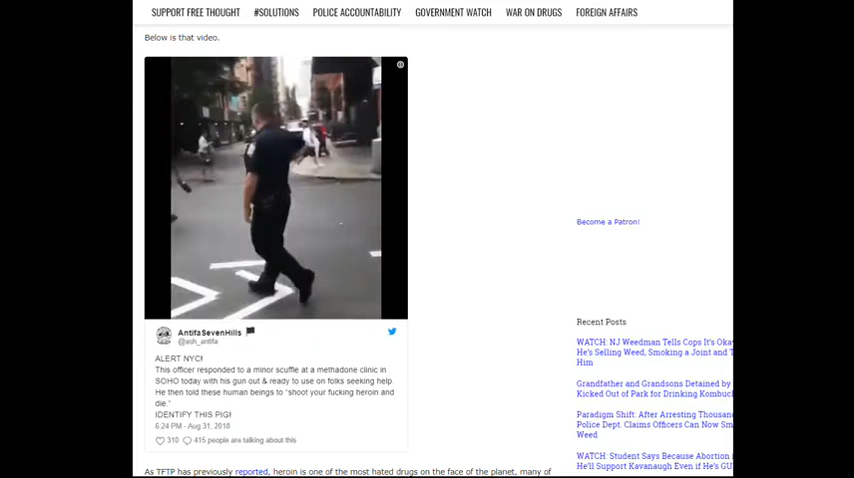 SUPPORT FREE THOUGHT #SOLUTIONS POLICE ACCOUNTABILITY GOVERNMENT WATCH WAR ON DRUGS FOREIGN AFFAIRS
Below is that video.
AntifaSevenHills
@ash_antifa
ALERT NYC!
This officer responded to a minor scuffle at a methadone clinic in
SOHO today with his gun out & ready to use on folks seeking help.
He then told these human beings to "shoot your fucking heroin and
die."
IDENTIFY THIS PIG!
6:24 PM - Aug 31, 2018
310 415 people are talking about this
As TFTP has previously reported, heroin is one of the most hated drugs on the face of the planet, many of
Become a Patron!
Recent Posts
WATCH: NJ Weedman Tells Cops It's Okay
He's Selling Weed, Smoking a Joint and T
Him
Grandfather and Grandsons Detained by
Kicked Out of Park for Drinking Kombuc
Paradigm Shift: After Arresting Thousan
Police Dept. Claims Officers Can Now Sm
Weed
WATCH: Student Says Because Abortion i
He'll Support Kavanaugh Even if He's GU